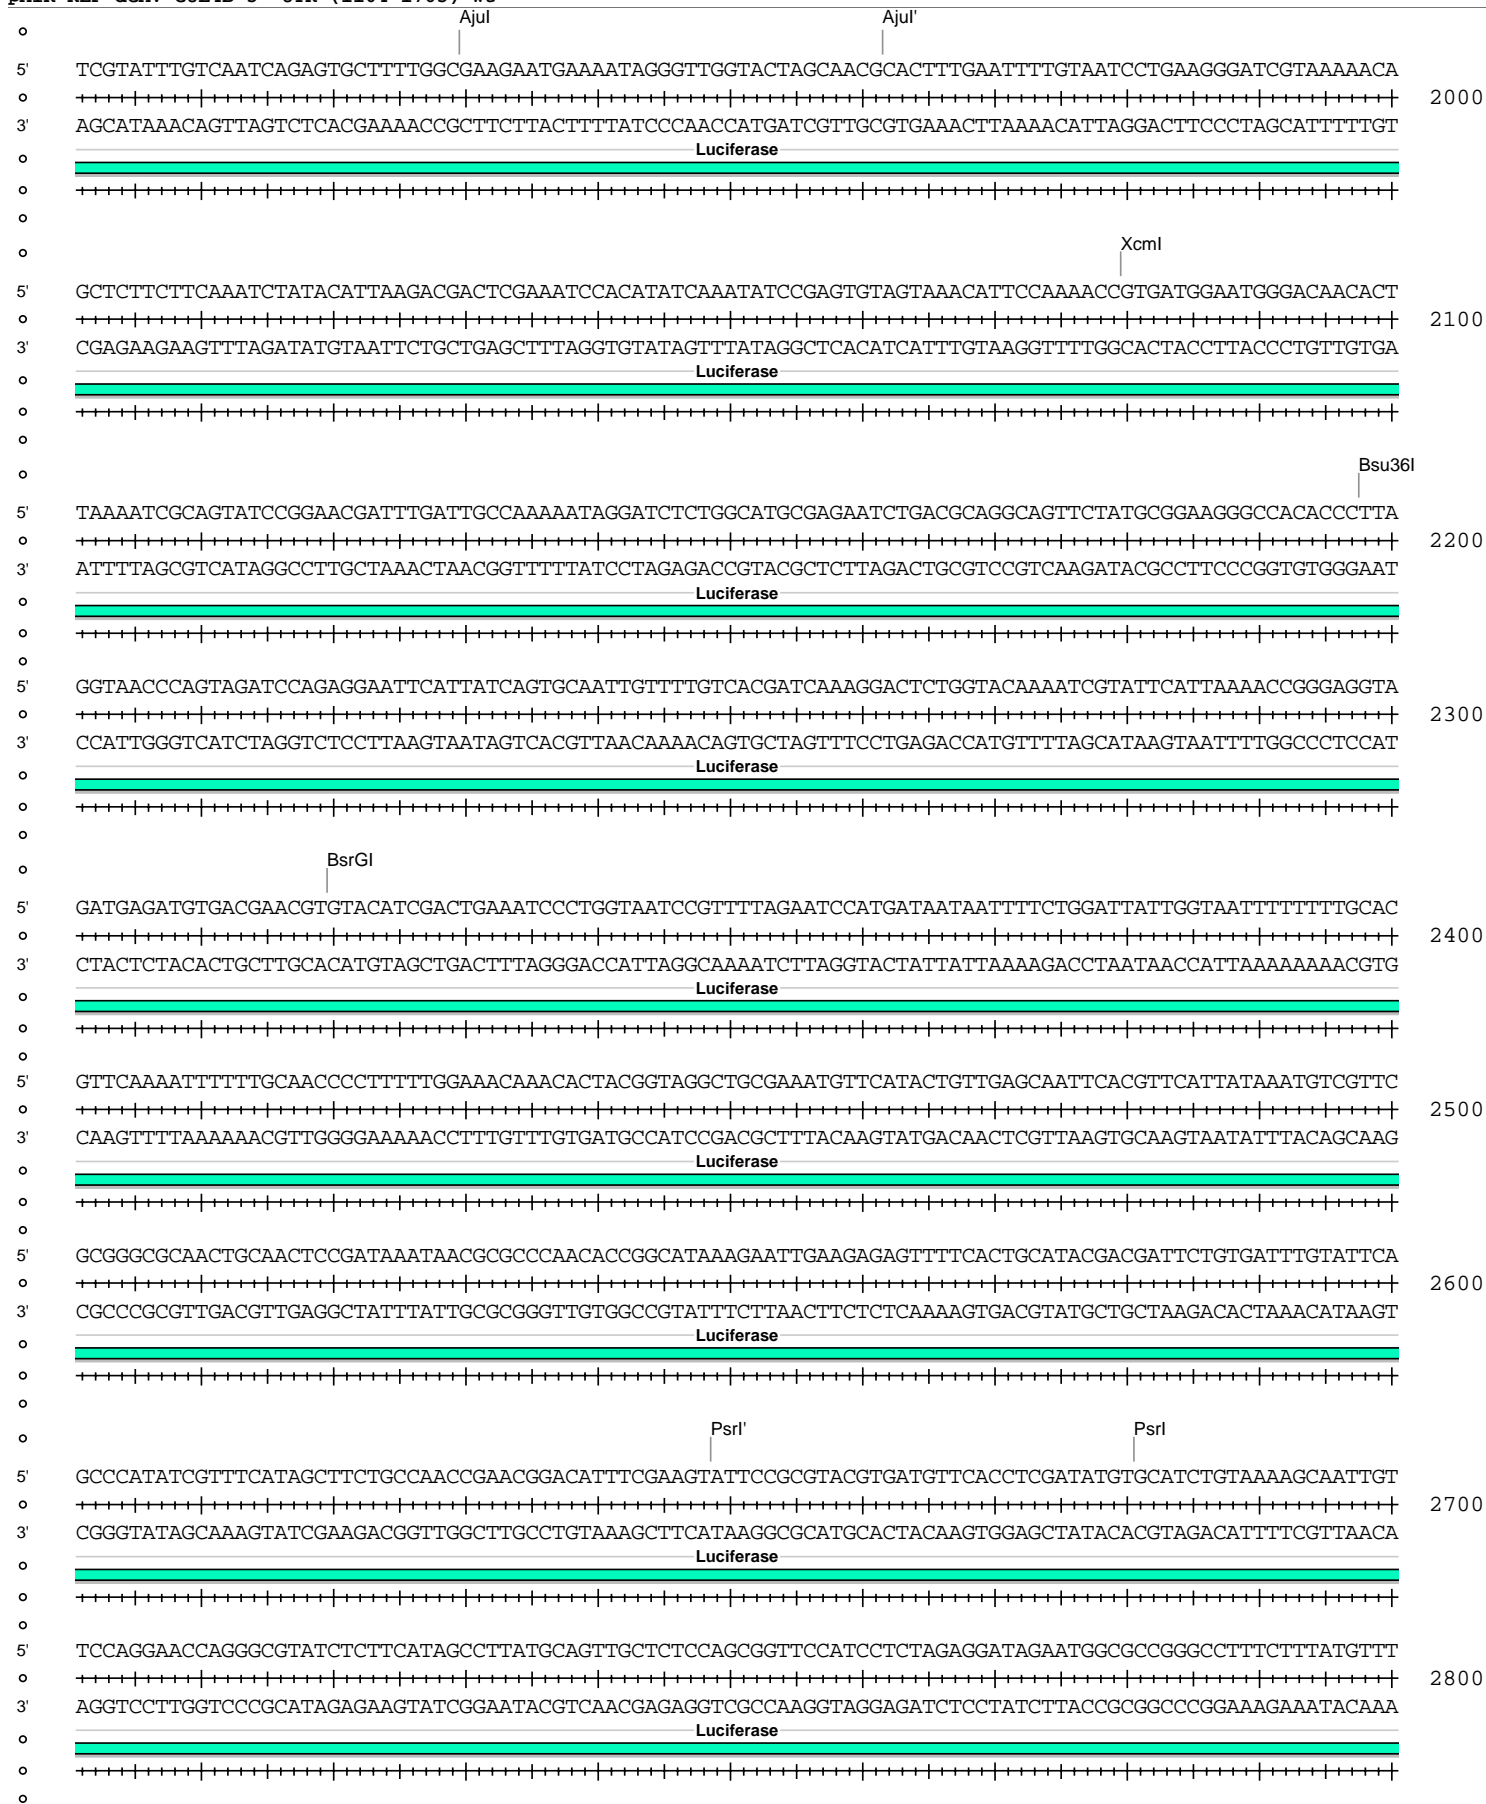 AjuI AjuI'
5' TCGTATTTGTCAATCAGAGTGCTTTTGGCGAAGAATGAAAATAGGGTTGGTACTAGCAACGCACTTTGAATTTTGTAATCCTGAAGGGATCGTAAAAACA
2000
3' AGCATAAACAGTTAGTCTCACGAAAACCGCTTCTTACTTTTATCCCAACCATGATCGTTGCGTGAAACTTAAAACATTAGGACTTCCCTAGCATTTTTGT
Luciferase
XcmI
5' GCTCTTCTTCAAATCTATACATTAAGACGACTCGAAATCCACATATCAAATATCCGAGTGTAGTAAACATTCCAAAACCGTGATGGAATGGGACAACACT
2100
3' CGAGAAGAAGTTTAGATATGTAATTCTGCTGAGCTTTAGGTGTATAGTTTATAGGCTCACATCATTTGTAAGGTTTTGGCACTACCTTACCCTGTTGTGA
Luciferase
Bsu36I
5' TAAAATCGCAGTATCCGGAACGATTTGATTGCCAAAAATAGGATCTCTGGCATGCGAGAATCTGACGCAGGCAGTTCTATGCGGAAGGGCCACACCCTTA
2200
3' ATTTTAGCGTCATAGGCCTTGCTAAACTAACGGTTTTTATCCTAGAGACCGTACGCTCTTAGACTGCGTCCGTCAAGATACGCCTTCCCGGTGTGGGAAT
Luciferase
5' GGTAACCCAGTAGATCCAGAGGAATTCATTATCAGTGCAATTGTTTTGTCACGATCAAAGGACTCTGGTACAAAATCGTATTCATTAAAACCGGGAGGTA
2300
3' CCATTGGGTCATCTAGGTCTCCTTAAGTAATAGTCACGTTAACAAAACAGTGCTAGTTTCCTGAGACCATGTTTTAGCATAAGTAATTTTGGCCCTCCAT
Luciferase
BsrGI
5' GATGAGATGTGACGAACGTGTACATCGACTGAAATCCCTGGTAATCCGTTTTAGAATCCATGATAATAATTTTCTGGATTATTGGTAATTTTTTTTGCAC
2400
3' CTACTCTACACTGCTTGCACATGTAGCTGACTTTAGGGACCATTAGGCAAAATCTTAGGTACTATTATTAAAAGACCTAATAACCATTAAAAAAAACGTG
Luciferase
5' GTTCAAAATTTTTTGCAACCCCTTTTTGGAAACAAACACTACGGTAGGCTGCGAAATGTTCATACTGTTGAGCAATTCACGTTCATTATAAATGTCGTTC
2500
3' CAAGTTTTAAAAAACGTTGGGGAAAAACCTTTGTTTGTGATGCCATCCGACGCTTTACAAGTATGACAACTCGTTAAGTGCAAGTAATATTTACAGCAAG
Luciferase
5' GCGGGCGCAACTGCAACTCCGATAAATAACGCGCCCAACACCGGCATAAAGAATTGAAGAGAGTTTTCACTGCATACGACGATTCTGTGATTTGTATTCA
2600
3' CGCCCGCGTTGACGTTGAGGCTATTTATTGCGCGGGTTGTGGCCGTATTTCTTAACTTCTCTCAAAAGTGACGTATGCTGCTAAGACACTAAACATAAGT
Luciferase
PsrI' PsrI
5' GCCCATATCGTTTCATAGCTTCTGCCAACCGAACGGACATTTCGAAGTATTCCGCGTACGTGATGTTCACCTCGATATGTGCATCTGTAAAAGCAATTGT
2700
3' CGGGTATAGCAAAGTATCGAAGACGGTTGGCTTGCCTGTAAAGCTTCATAAGGCGCATGCACTACAAGTGGAGCTATACACGTAGACATTTTCGTTAACA
Luciferase
5' TCCAGGAACCAGGGCGTATCTCTTCATAGCCTTATGCAGTTGCTCTCCAGCGGTTCCATCCTCTAGAGGATAGAATGGCGCCGGGCCTTTCTTTATGTTT
2800
3' AGGTCCTTGGTCCCGCATAGAGAAGTATCGGAATACGTCAACGAGAGGTCGCCAAGGTAGGAGATCTCCTATCTTACCGCGGCCCGGAAAGAAATACAAA
Luciferase